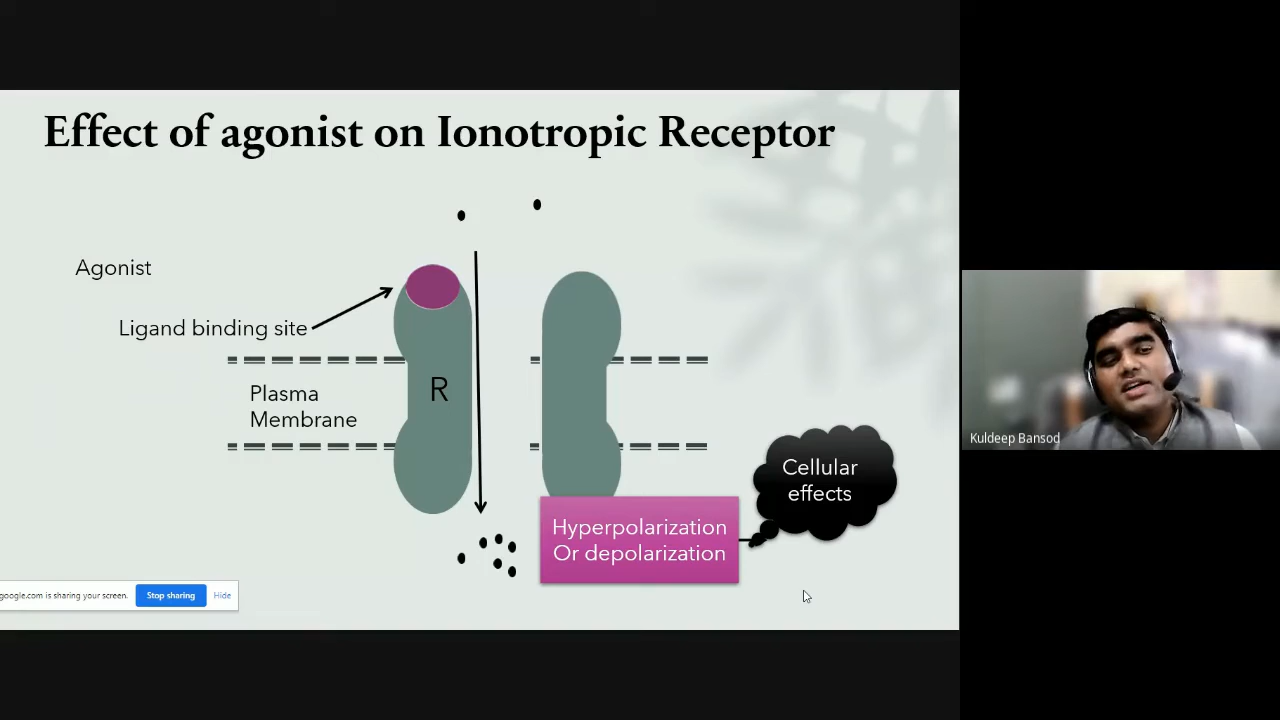 Effect of agonist on Ionotropic Receptor
Agonist
Ligand binding site
Plasma
Membrane
R
Cellular
effects
Hyperpolarization
Or depolarization
google.com is sharing your screen.
Stop sharing
Hide
Kuldeep Bansod